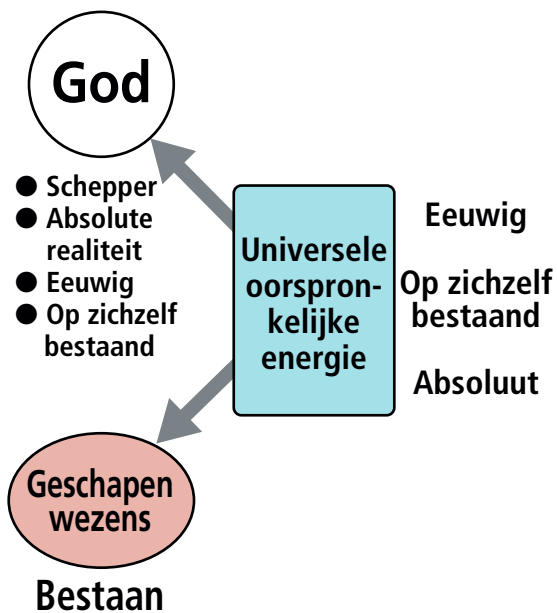 God
● Schepper
● Absolute
realiteit
● Eeuwig
● Op zichzelf
bestaand
Universele
oorspron-
kelijke
energie
Eeuwig
Op zichzelf
bestaand
Absoluut
Geschapen
wezens
Bestaan